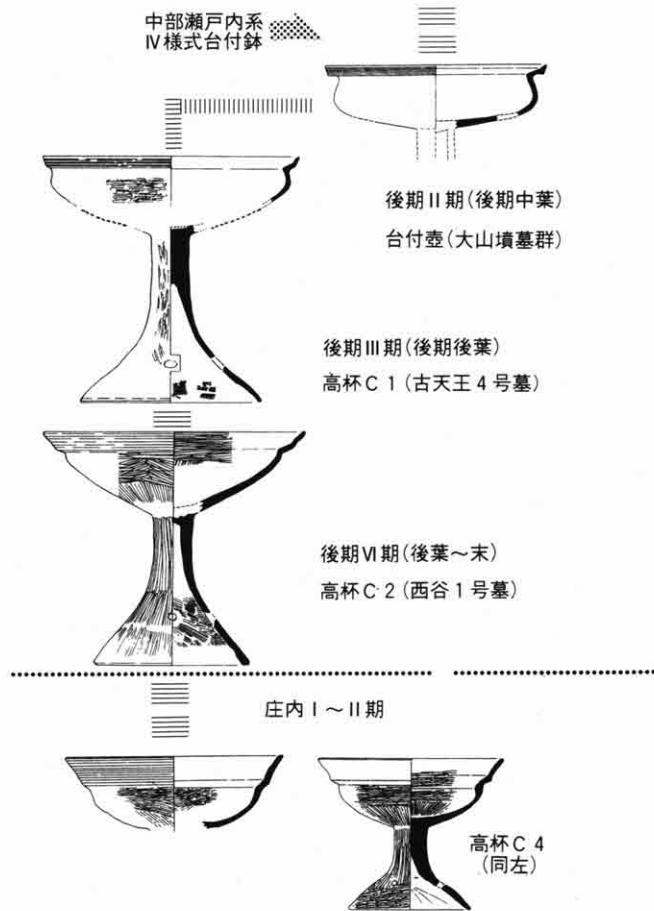 中部瀬戸内系
Ⅳ様式台付鉢
後期Ⅱ期(後期中葉)
台付壺(大山墳墓群)
後期Ⅲ期(後期後葉)
高杯C1(古天王4号墓)
後期Ⅵ期(後葉～末)
高杯C2(西谷1号墓)
庄内Ⅰ～Ⅱ期
高杯C4
(同左)